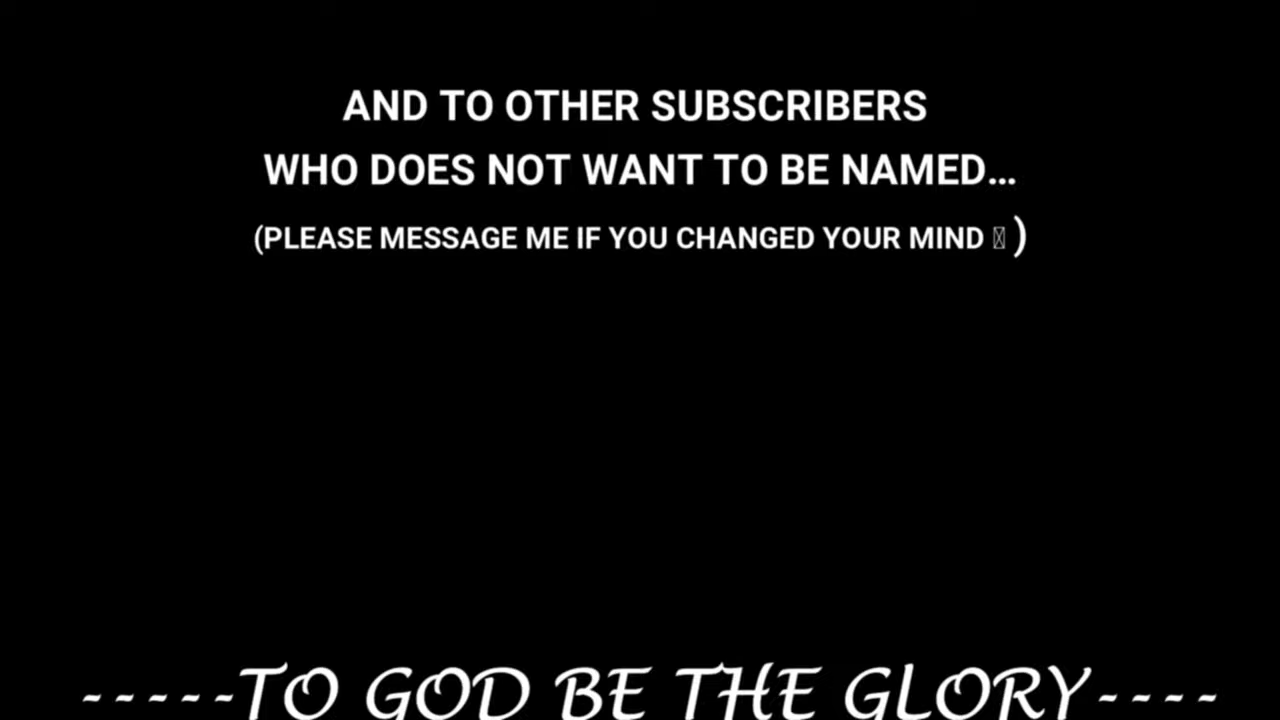 AND TO OTHER SUBSCRIBERS
WHO DOES NOT WANT TO BE NAMED...
(PLEASE MESSAGE ME IF YOU CHANGED YOUR MIND )
-----TO GOD BE THE GLORY----